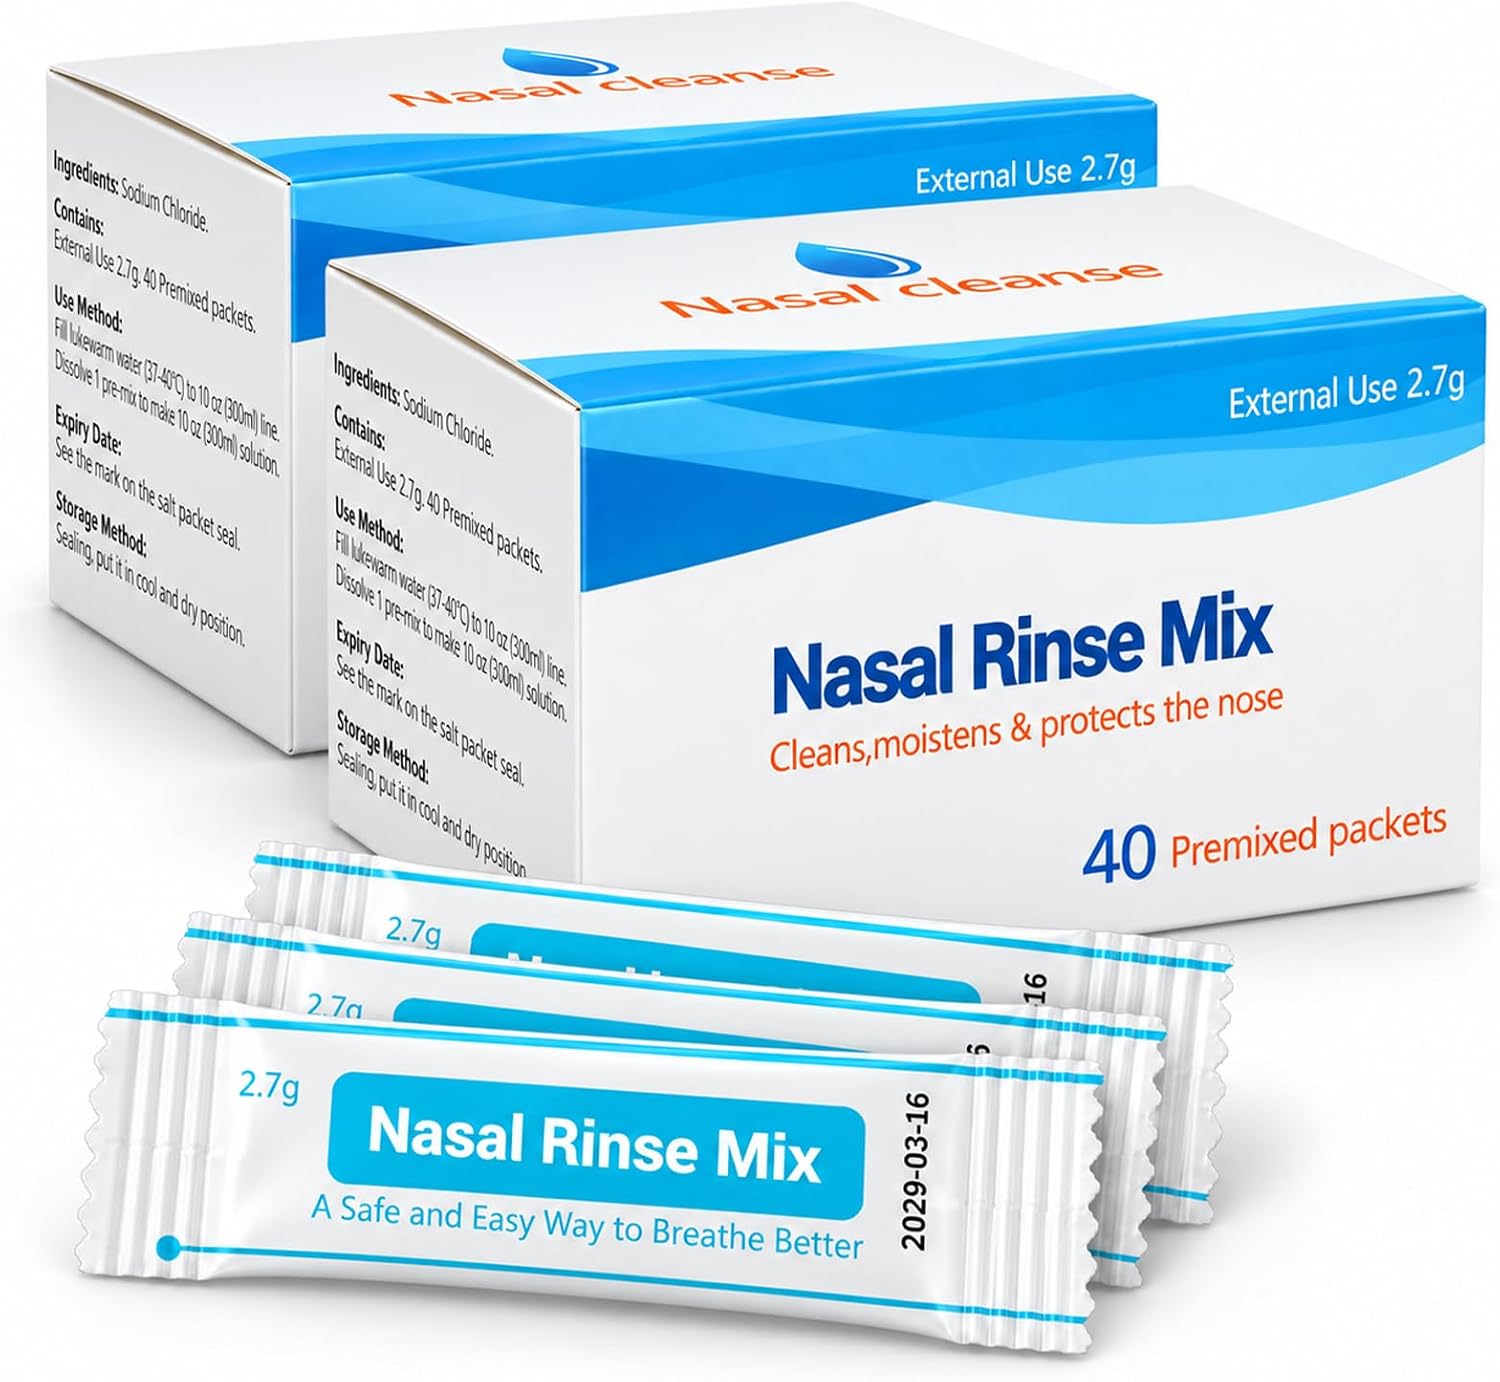 Nasal cleanse
External Use 2.7g
Ingredients: Sodium Chloride.
Contains:
External Use 2.7g. 40 Premixed packets.
Use Method:
Fill lukewarm water (37-40°C) to 10 oz (300ml) line.
Dissolve 1 pre-mix to make 10 oz (300ml) solution.
Expiry Date:
See the mark on the salt packet seal.
Storage Method:
Sealing, put it in cool and dry position.
Nasal cleanse
External Use 2.7g
Ingredients: Sodium Chloride.
Contains:
External Use 2.7g. 40 Premixed packets.
Use Method:
Fill lukewarm water (37-40°C) to 10 oz (300ml) line.
Dissolve 1 pre-mix to make 10 oz (300ml) solution.
Expiry Date:
See the mark on the salt packet seal.
Storage Method:
Sealing, put it in cool and dry position
Nasal Rinse Mix
Cleans,moistens & protects the nose
40 Premixed packets
2.7g
-16
2.7g
6
2.7g
Nasal Rinse Mix
A Safe and Easy Way to Breathe Better
2029-03-16